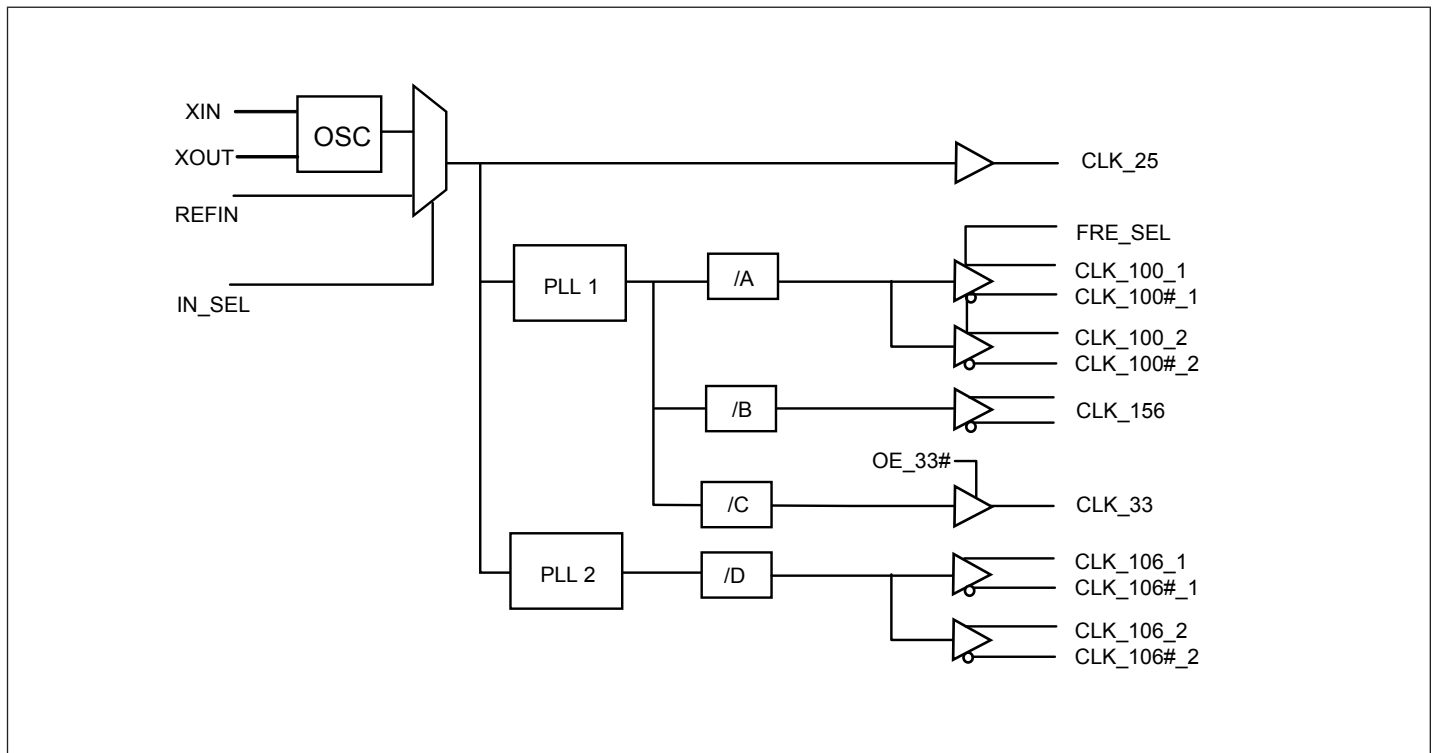 XIN
OSC
XOUT
REFIN
IN_SEL
CLK_25
FRE_SEL
PLL 1
/A
CLK_100_1
CLK_100#_1
CLK_100_2
CLK_100#_2
/B
CLK_156
OE_33#
/C
CLK_33
PLL 2
/D
CLK_106_1
CLK_106#_1
CLK_106_2
CLK_106#_2